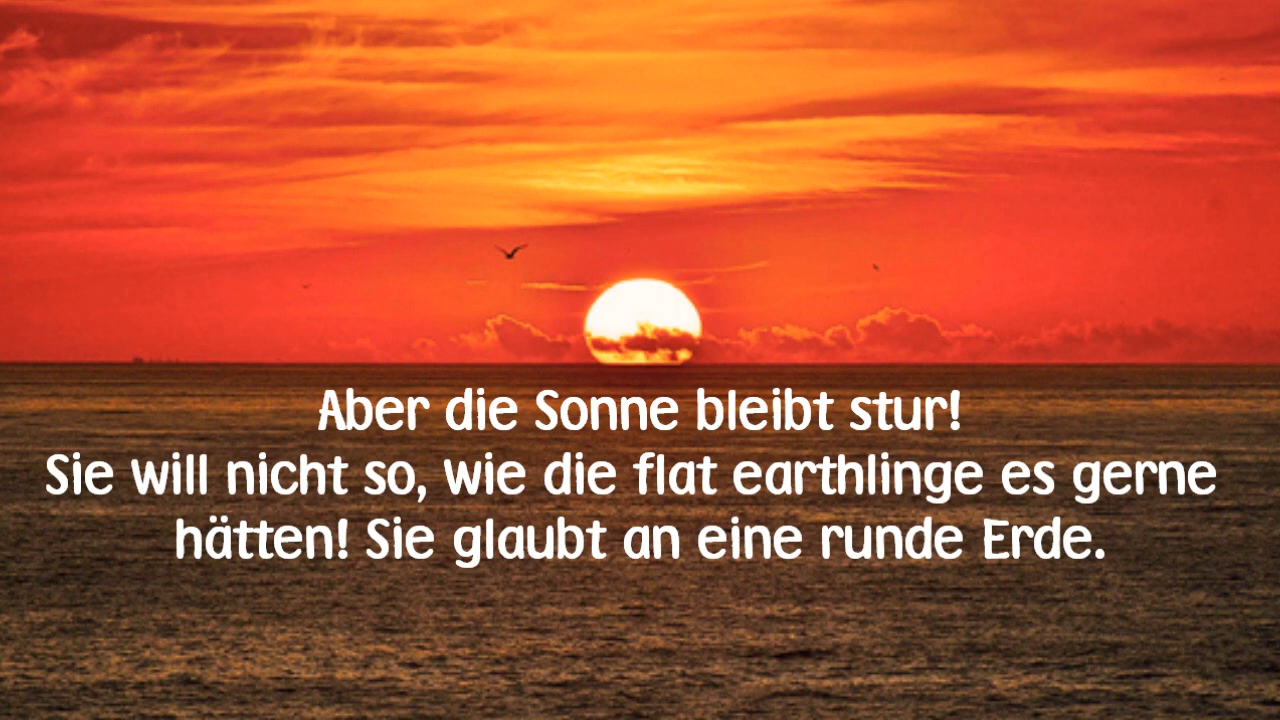 Aber die Sonne bleibt stur!
Sie will nicht so, wie die flat earthlinge es gerne
hätten! Sie glaubt an eine runde Erde.